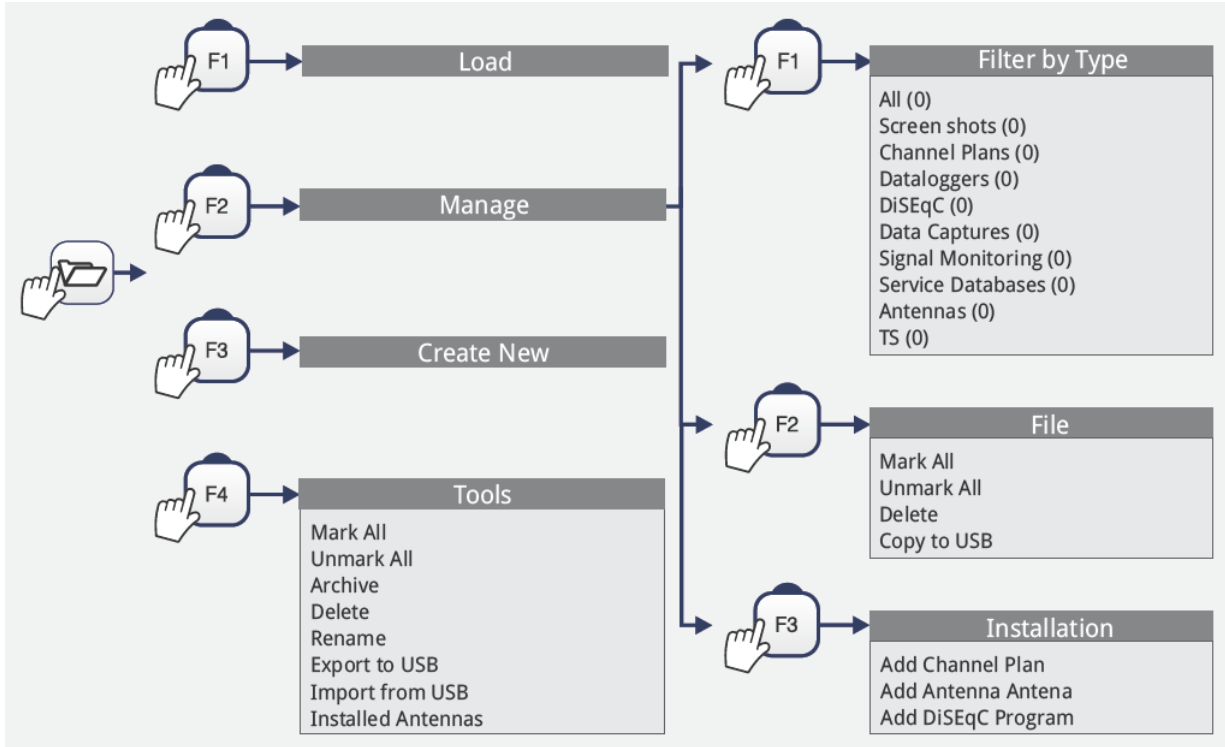 F1
Load
F2
Manage
F3
Create New
F4
Tools
Mark All
Unmark All
Archive
Delete
Rename
Export to USB
Import from USB
Installed Antennas
F1
Filter by Type
All (0)
Screen shots (0)
Channel Plans (0)
Dataloggers (0)
DiSEqC (0)
Data Captures (0)
Signal Monitoring (0)
Service Databases (0)
Antennas (0)
TS (0)
F2
File
Mark All
Unmark All
Delete
Copy to USB
F3
Installation
Add Channel Plan
Add Antenna Antena
Add DiSEqC Program